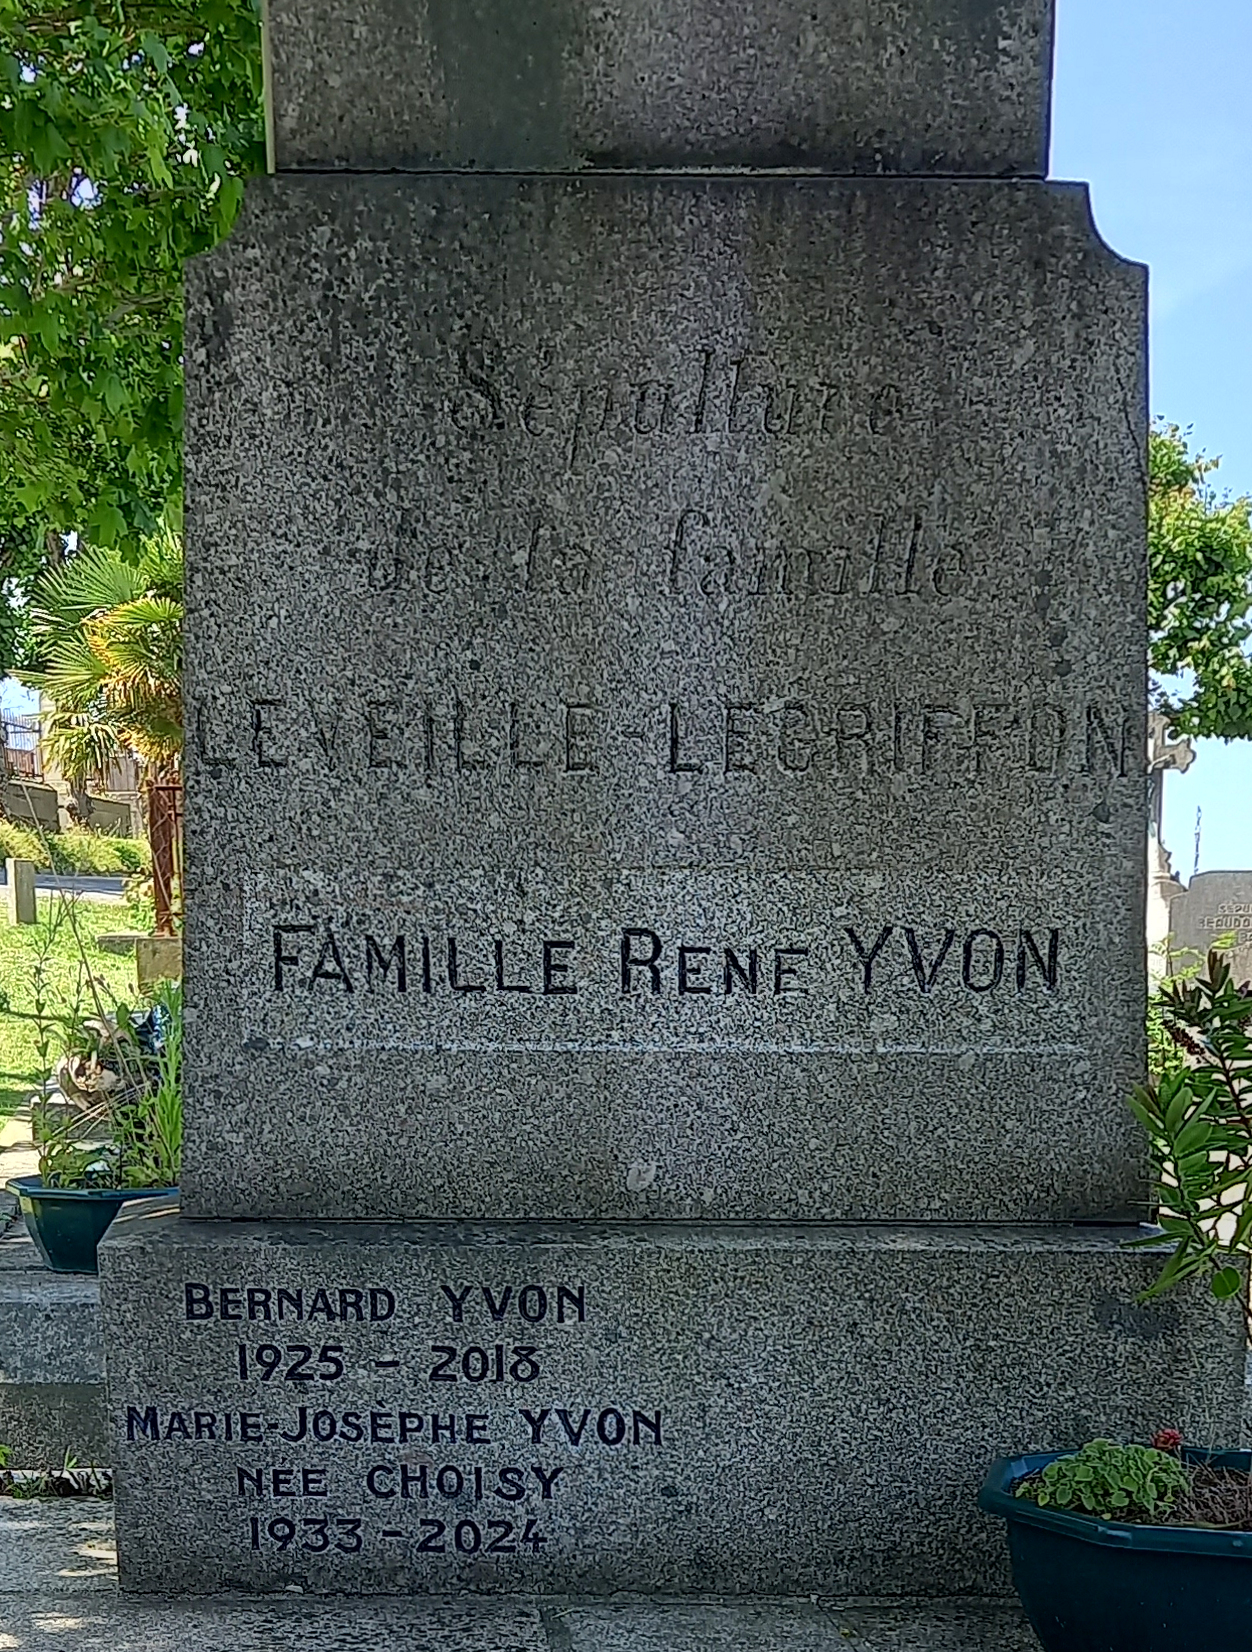 Sépulture
de la famille
LEVEILLE-LEGRIFFON
FAMILLE RENE YVON
BERNARD YVON
1925 - 2018
MARIE-JOSÈPHE YVON
NÉE CHOISY
1933 - 2024